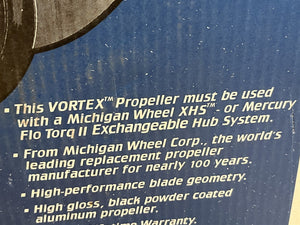 ▪ This VORTEX™ Propeller must be used
with a Michigan Wheel XHS™ - or Mercury
Flo Torq II Exchangeable Hub System.
▪ From Michigan Wheel Corp., the world's
leading replacement propeller
manufacturer for nearly 100 years.
▪ High-performance blade geometry.
▪ High gloss, black powder coated
aluminum propeller.
Warranty.